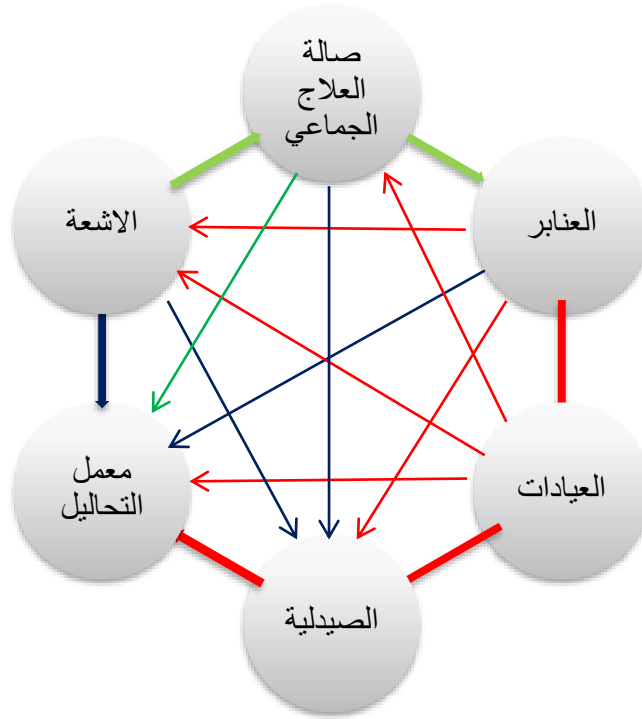 صالة
العلاج
الجماعي
العنابر
الاشعة
العيادات
معمل
التحاليل
الصيدلية